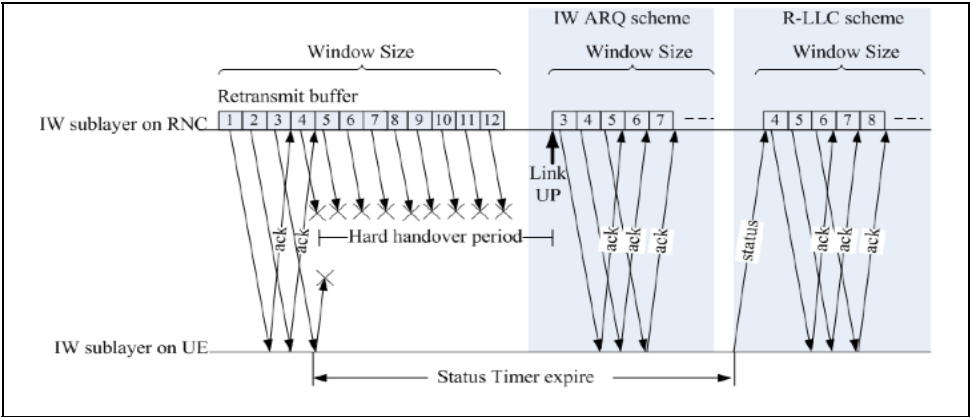 IW ARQ scheme
R-LLC scheme
Window Size
Window Size
Window Size
Retransmit buffer
IW sublayer on RNC
1 2 3 4 5 6 7 8 9 10 11 12
3 4 5 6 7
4 5 6 7 8
Link
UP
ack
ack
Hard handover period
ack
ack
ack
status
ack
ack
ack
IW sublayer on UE
Status Timer expire